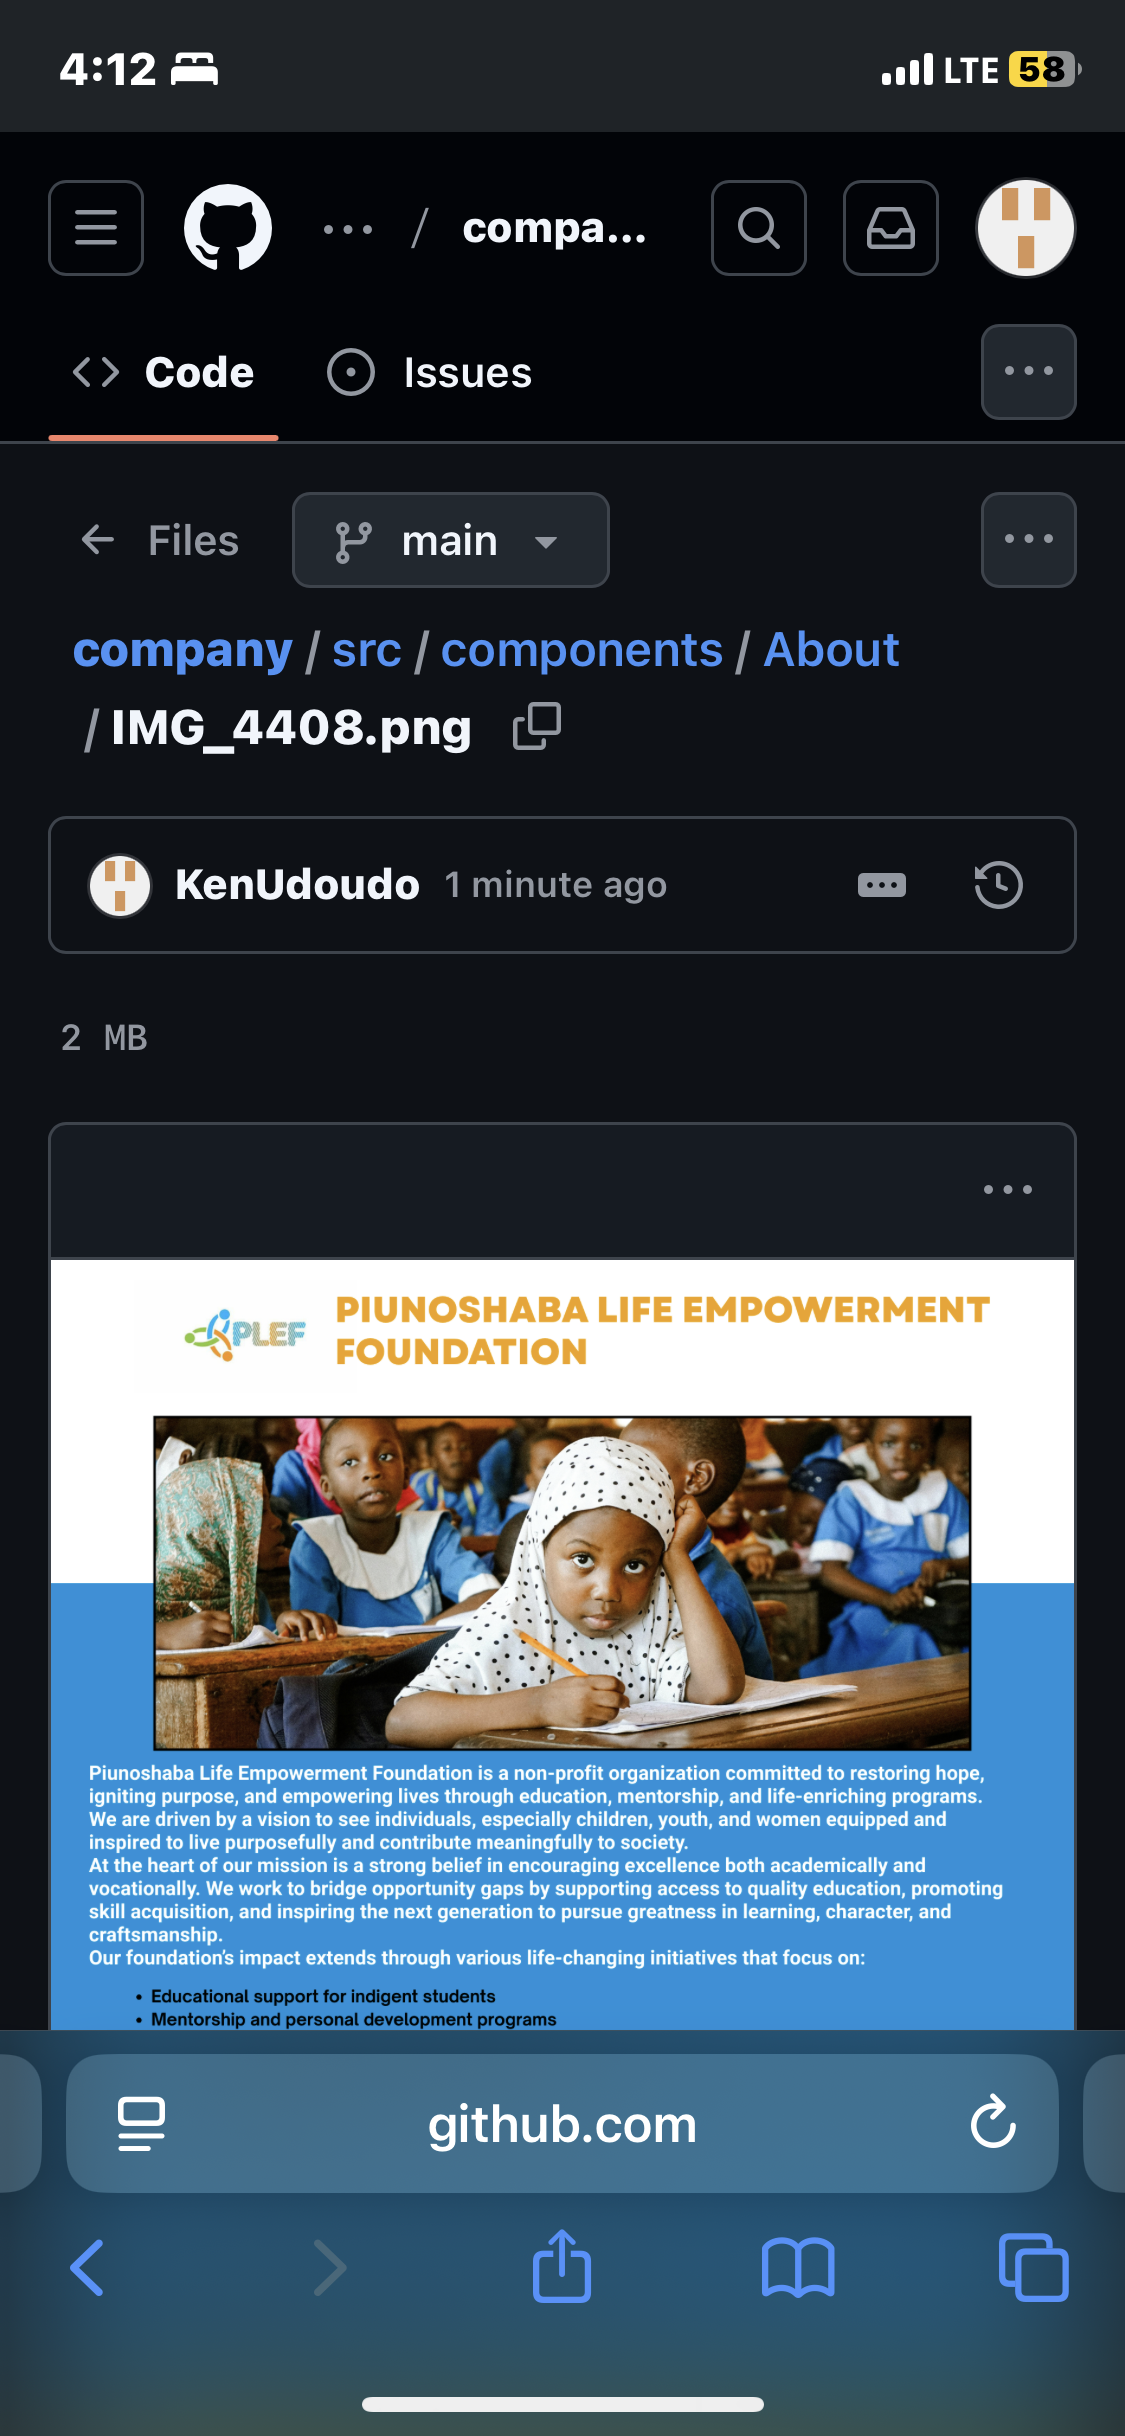 4:12 LTE 58
... / compa...
Code Issues
Files main
company / src / components / About
/ IMG_4408.png
KenUdoudo 1 minute ago
2 MB
PLEF PIUNOSHABA LIFE EMPOWERMENT
FOUNDATION
Piunoshaba Life Empowerment Foundation is a non-profit organization committed to restoring hope,
igniting purpose, and empowering lives through education, mentorship, and life-enriching programs.
We are driven by a vision to see individuals, especially children, youth, and women equipped and
inspired to live purposefully and contribute meaningfully to society.
At the heart of our mission is a strong belief in encouraging excellence both academically and
vocationally. We work to bridge opportunity gaps by supporting access to quality education, promoting
skill acquisition, and inspiring the next generation to pursue greatness in learning, character, and
craftsmanship.
Our foundation's impact extends through various life-changing initiatives that focus on:
• Educational support for indigent students
• Mentorship and personal development programs
github.com